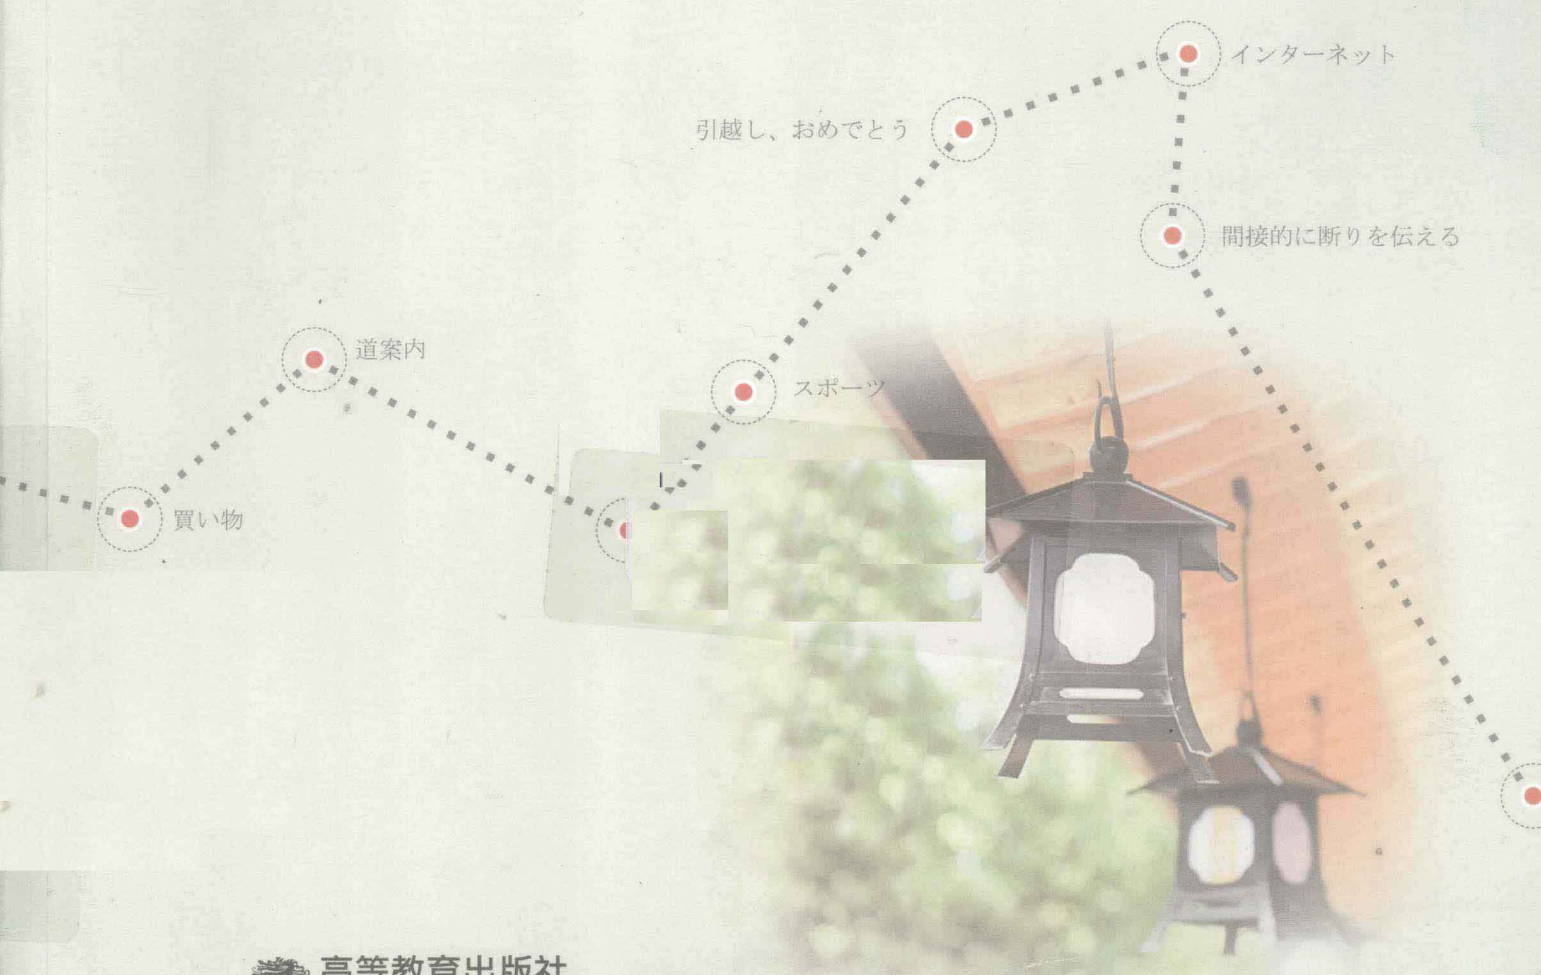 インターネット
引越し、おめでとう
間接的に断りを伝える
道案内
スポーツ
買い物
高等教育出版社